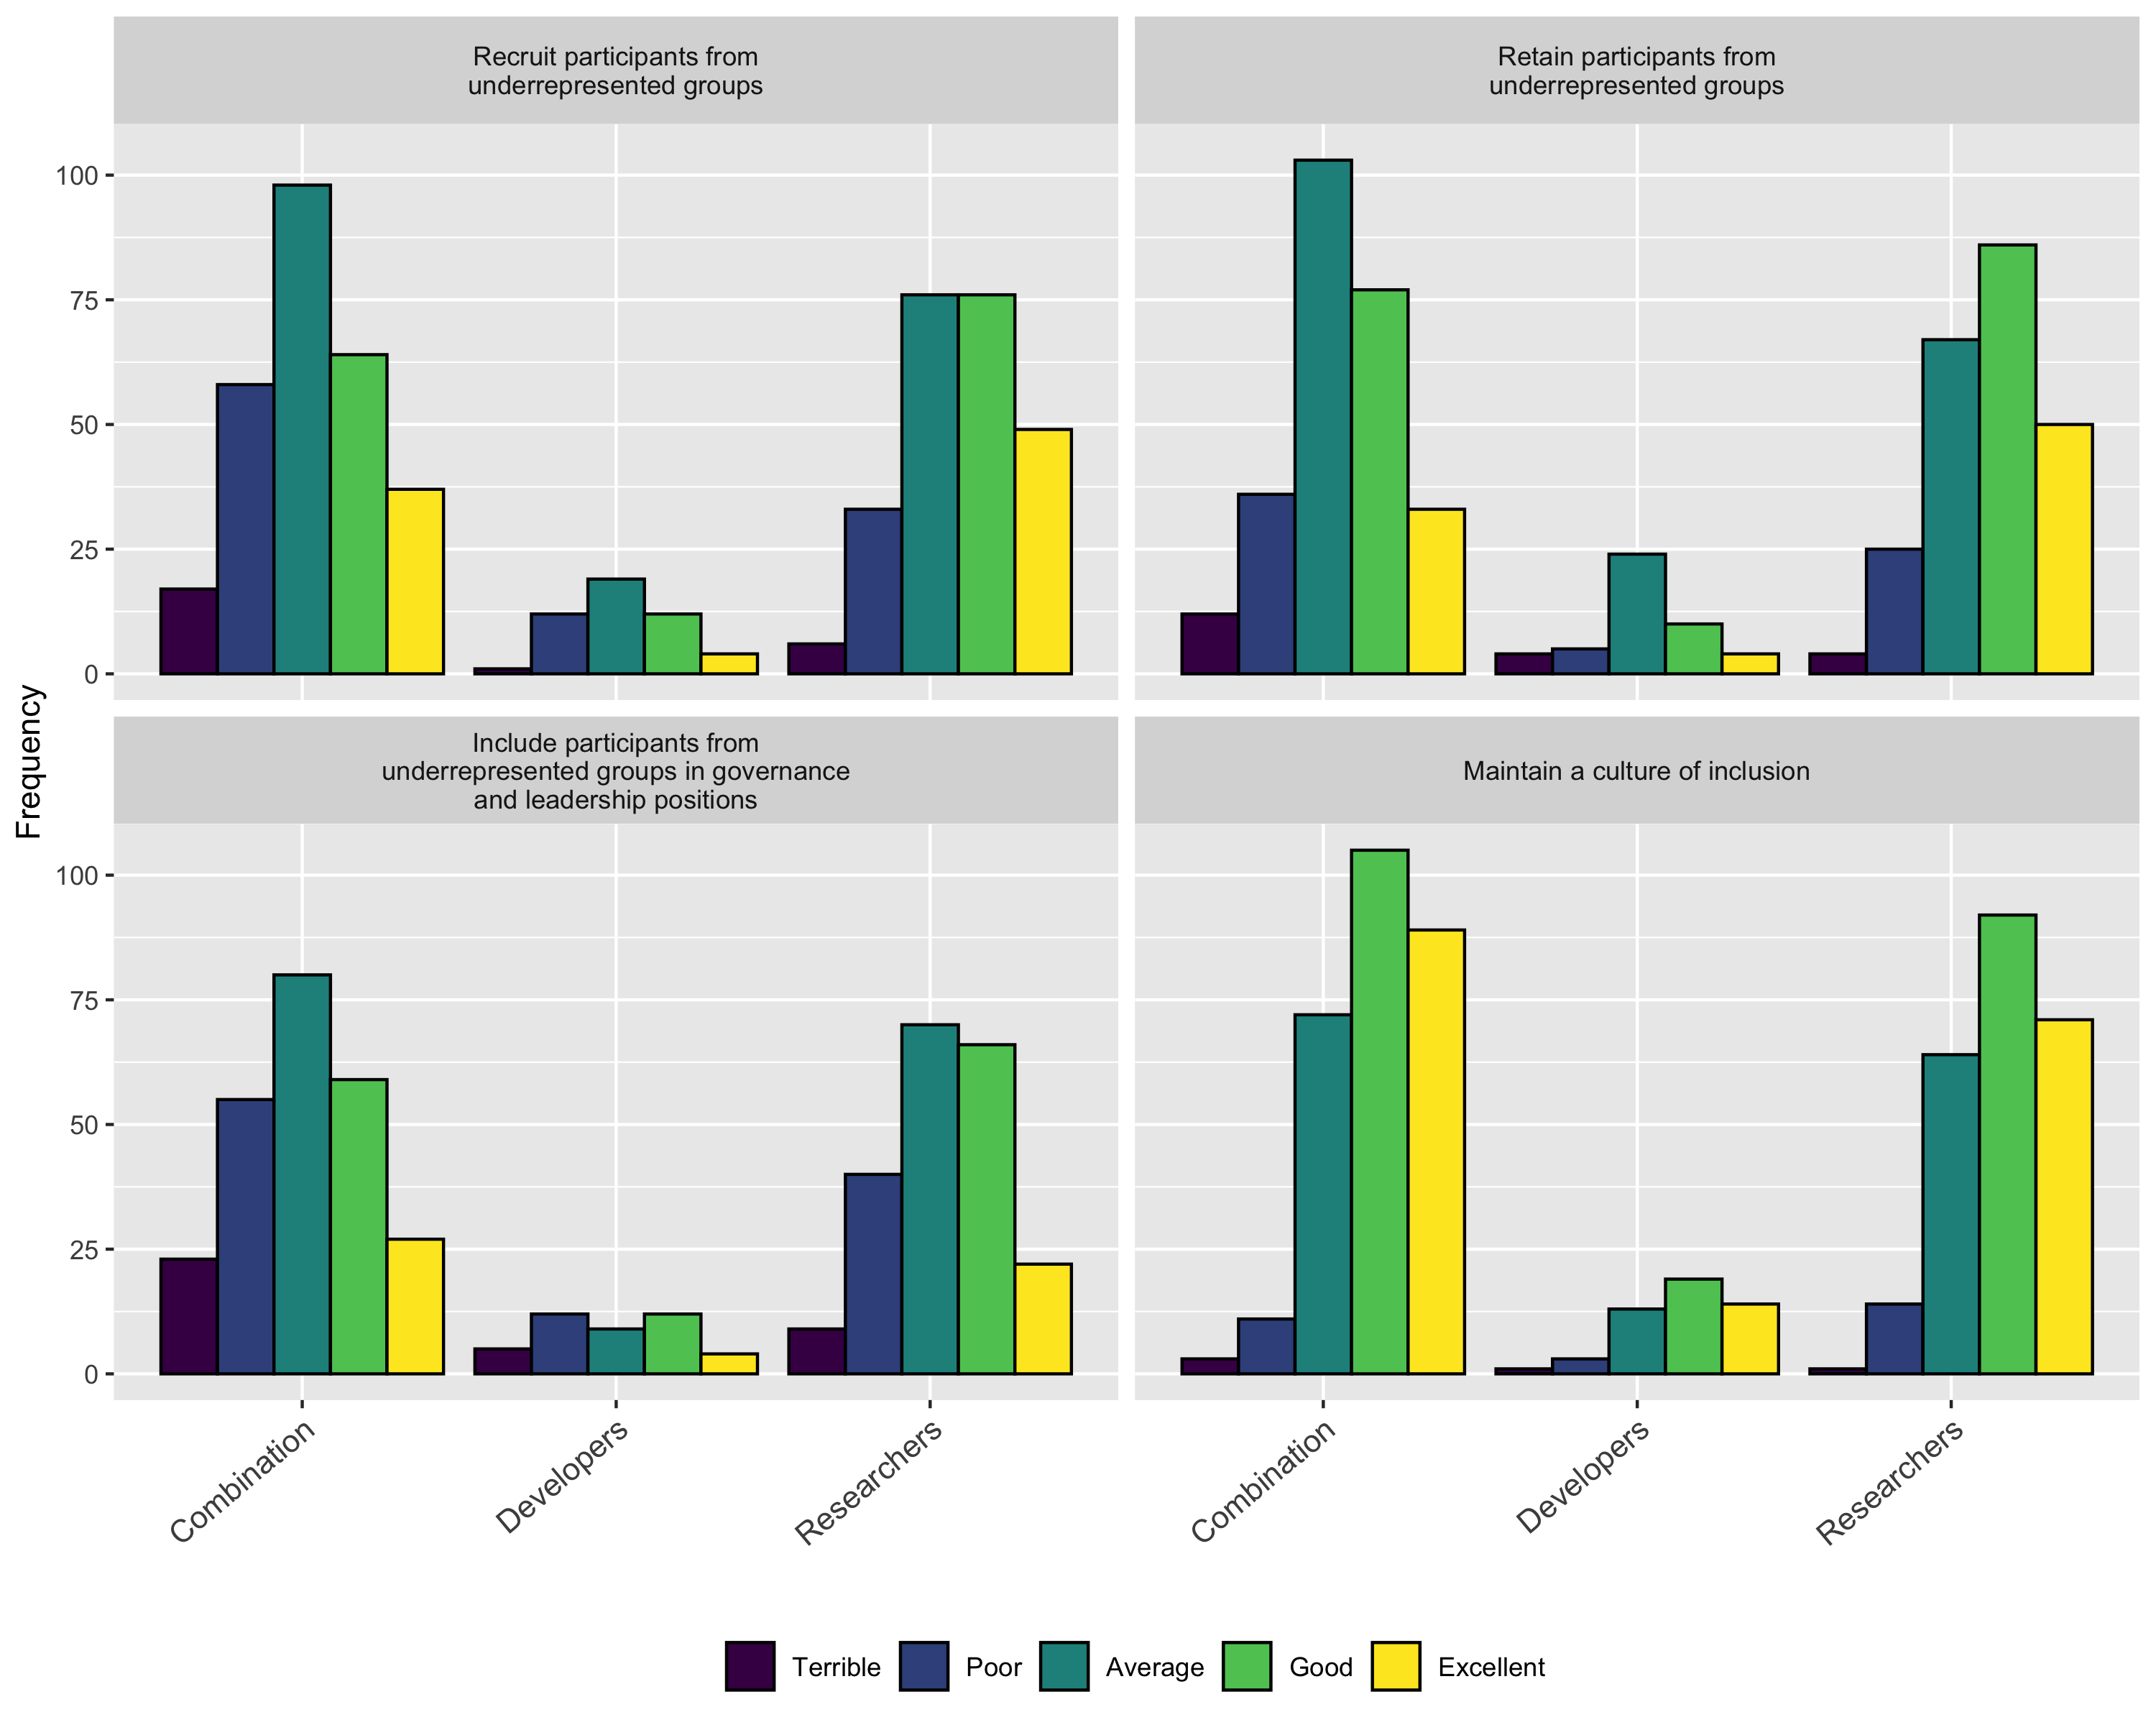 Recruit participants from
underrepresented groups
Retain participants from
underrepresented groups
100
75
50
25
0
Include participants from
underrepresented groups in governance
and leadership positions
Maintain a culture of inclusion
100
75
50
25
0
Frequency
Combination
Developers
Researchers
Combination
Developers
Researchers
Terrible
Poor
Average
Good
Excellent